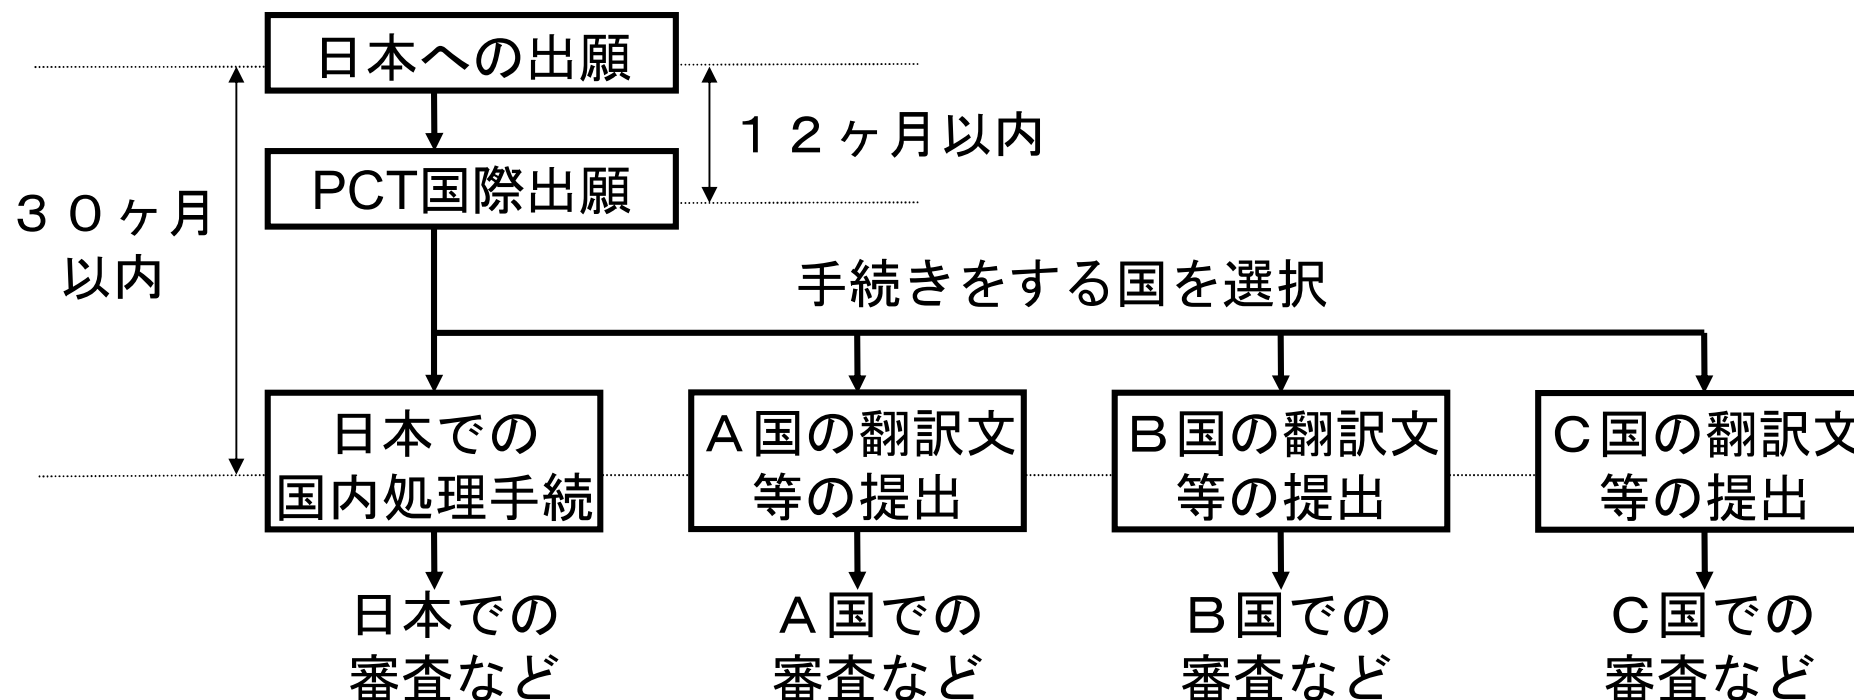 日本への出願
１２ヶ月以内
PCT国際出願
３０ヶ月
以内
手続きをする国を選択
日本での
国内処理手続
Ａ国の翻訳文
等の提出
Ｂ国の翻訳文
等の提出
Ｃ国の翻訳文
等の提出
日本での
審査など
Ａ国での
審査など
Ｂ国での
審査など
Ｃ国での
審査など